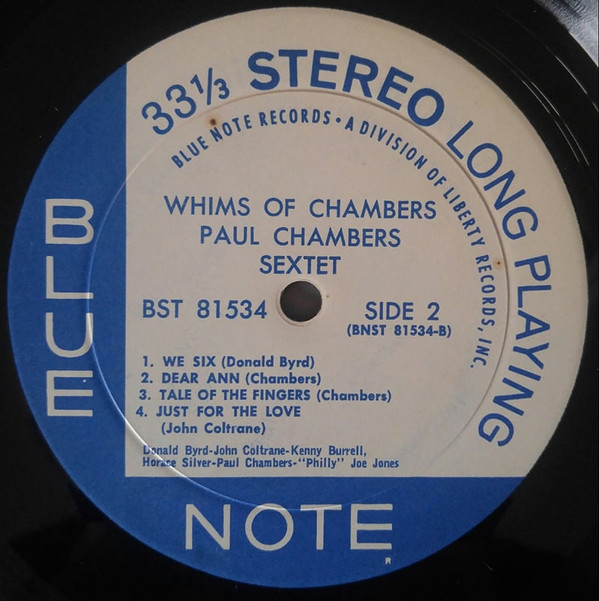 33⅓ STEREO LONG PLAYING
BLUE NOTE RECORDS • A DIVISION OF LIBERTY RECORDS, INC.
WHIMS OF CHAMBERS
PAUL CHAMBERS
SEXTET
BST 81534
SIDE 2
(BNST 81534-B)
1. WE SIX (Donald Byrd)
2. DEAR ANN (Chambers)
3. TALE OF THE FINGERS (Chambers)
4. JUST FOR THE LOVE
(John Coltrane)
Donald Byrd-John Coltrane-Kenny Burrell,
Horace Silver-Paul Chambers-"Philly" Joe Jones
BLUE
NOTE
R